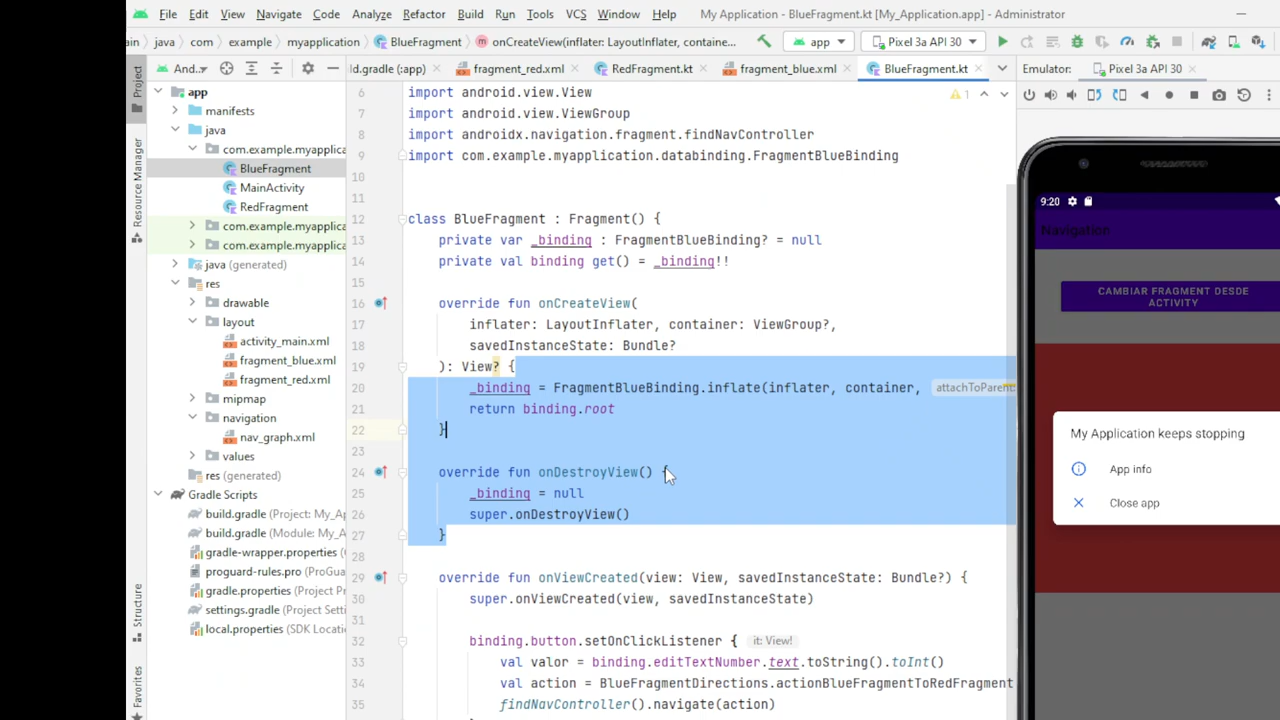 File Edit View Navigate Code Analyze Refactor Build Run Tools VCS Window Help My Application - BlueFragment.kt [My_Application.app] - Administrator
ain java com example myapplication BlueFragment onCreateView(inflater: LayoutInflater, containe... app Pixel 3a API 30
And.. ld.gradle (:app) fragment_red.xml RedFragment.kt fragment_blue.xml BlueFragment.kt Emulator: Pixel 3a API 30
Project
Resource Manager
Structure
Favorites
app
manifests
java
com.example.myapplica
BlueFragment
MainActivity
RedFragment
com.example.myapplica
com.example.myapplica
java (generated)
res
drawable
layout
activity_main.xml
fragment_blue.xml
fragment_red.xml
mipmap
navigation
nav_graph.xml
values
res (generated)
Gradle Scripts
build.gradle (Project: My_A
build.gradle (Module: My_A
gradle-wrapper.properties (
proguard-rules.pro (ProGu
gradle.properties (Project P
settings.gradle (Project Set
local.properties (SDK Locati
6 import android.view.View
1
7 import android.view.ViewGroup
8 import androidx.navigation.fragment.findNavController
9 import com.example.myapplication.databinding.FragmentBlueBinding
10
11
12 class BlueFragment : Fragment() {
13 private var _binding : FragmentBlueBinding? = null
14 private val binding get() = _binding!!
15
16 override fun onCreateView(
17 inflater: LayoutInflater, container: ViewGroup?,
18 savedInstanceState: Bundle?
19 ): View? {
20 _binding = FragmentBlueBinding.inflate(inflater, container, attachToParent:
21 return binding.root
22 }
23
24 override fun onDestroyView() {
25 _binding = null
26 super.onDestroyView()
27 }
28
29 override fun onViewCreated(view: View, savedInstanceState: Bundle?) {
30 super.onViewCreated(view, savedInstanceState)
31
32 binding.button.setOnClickListener { it: View!
33 val valor = binding.editTextNumber.text.toString().toInt()
34 val action = BlueFragmentDirections.actionBlueFragmentToRedFragment
35 findNavController().navigate(action)
9:20
Navigation
CAMBIAR FRAGMENT DESDE
ACTIVITY
My Application keeps stopping
App info
Close app